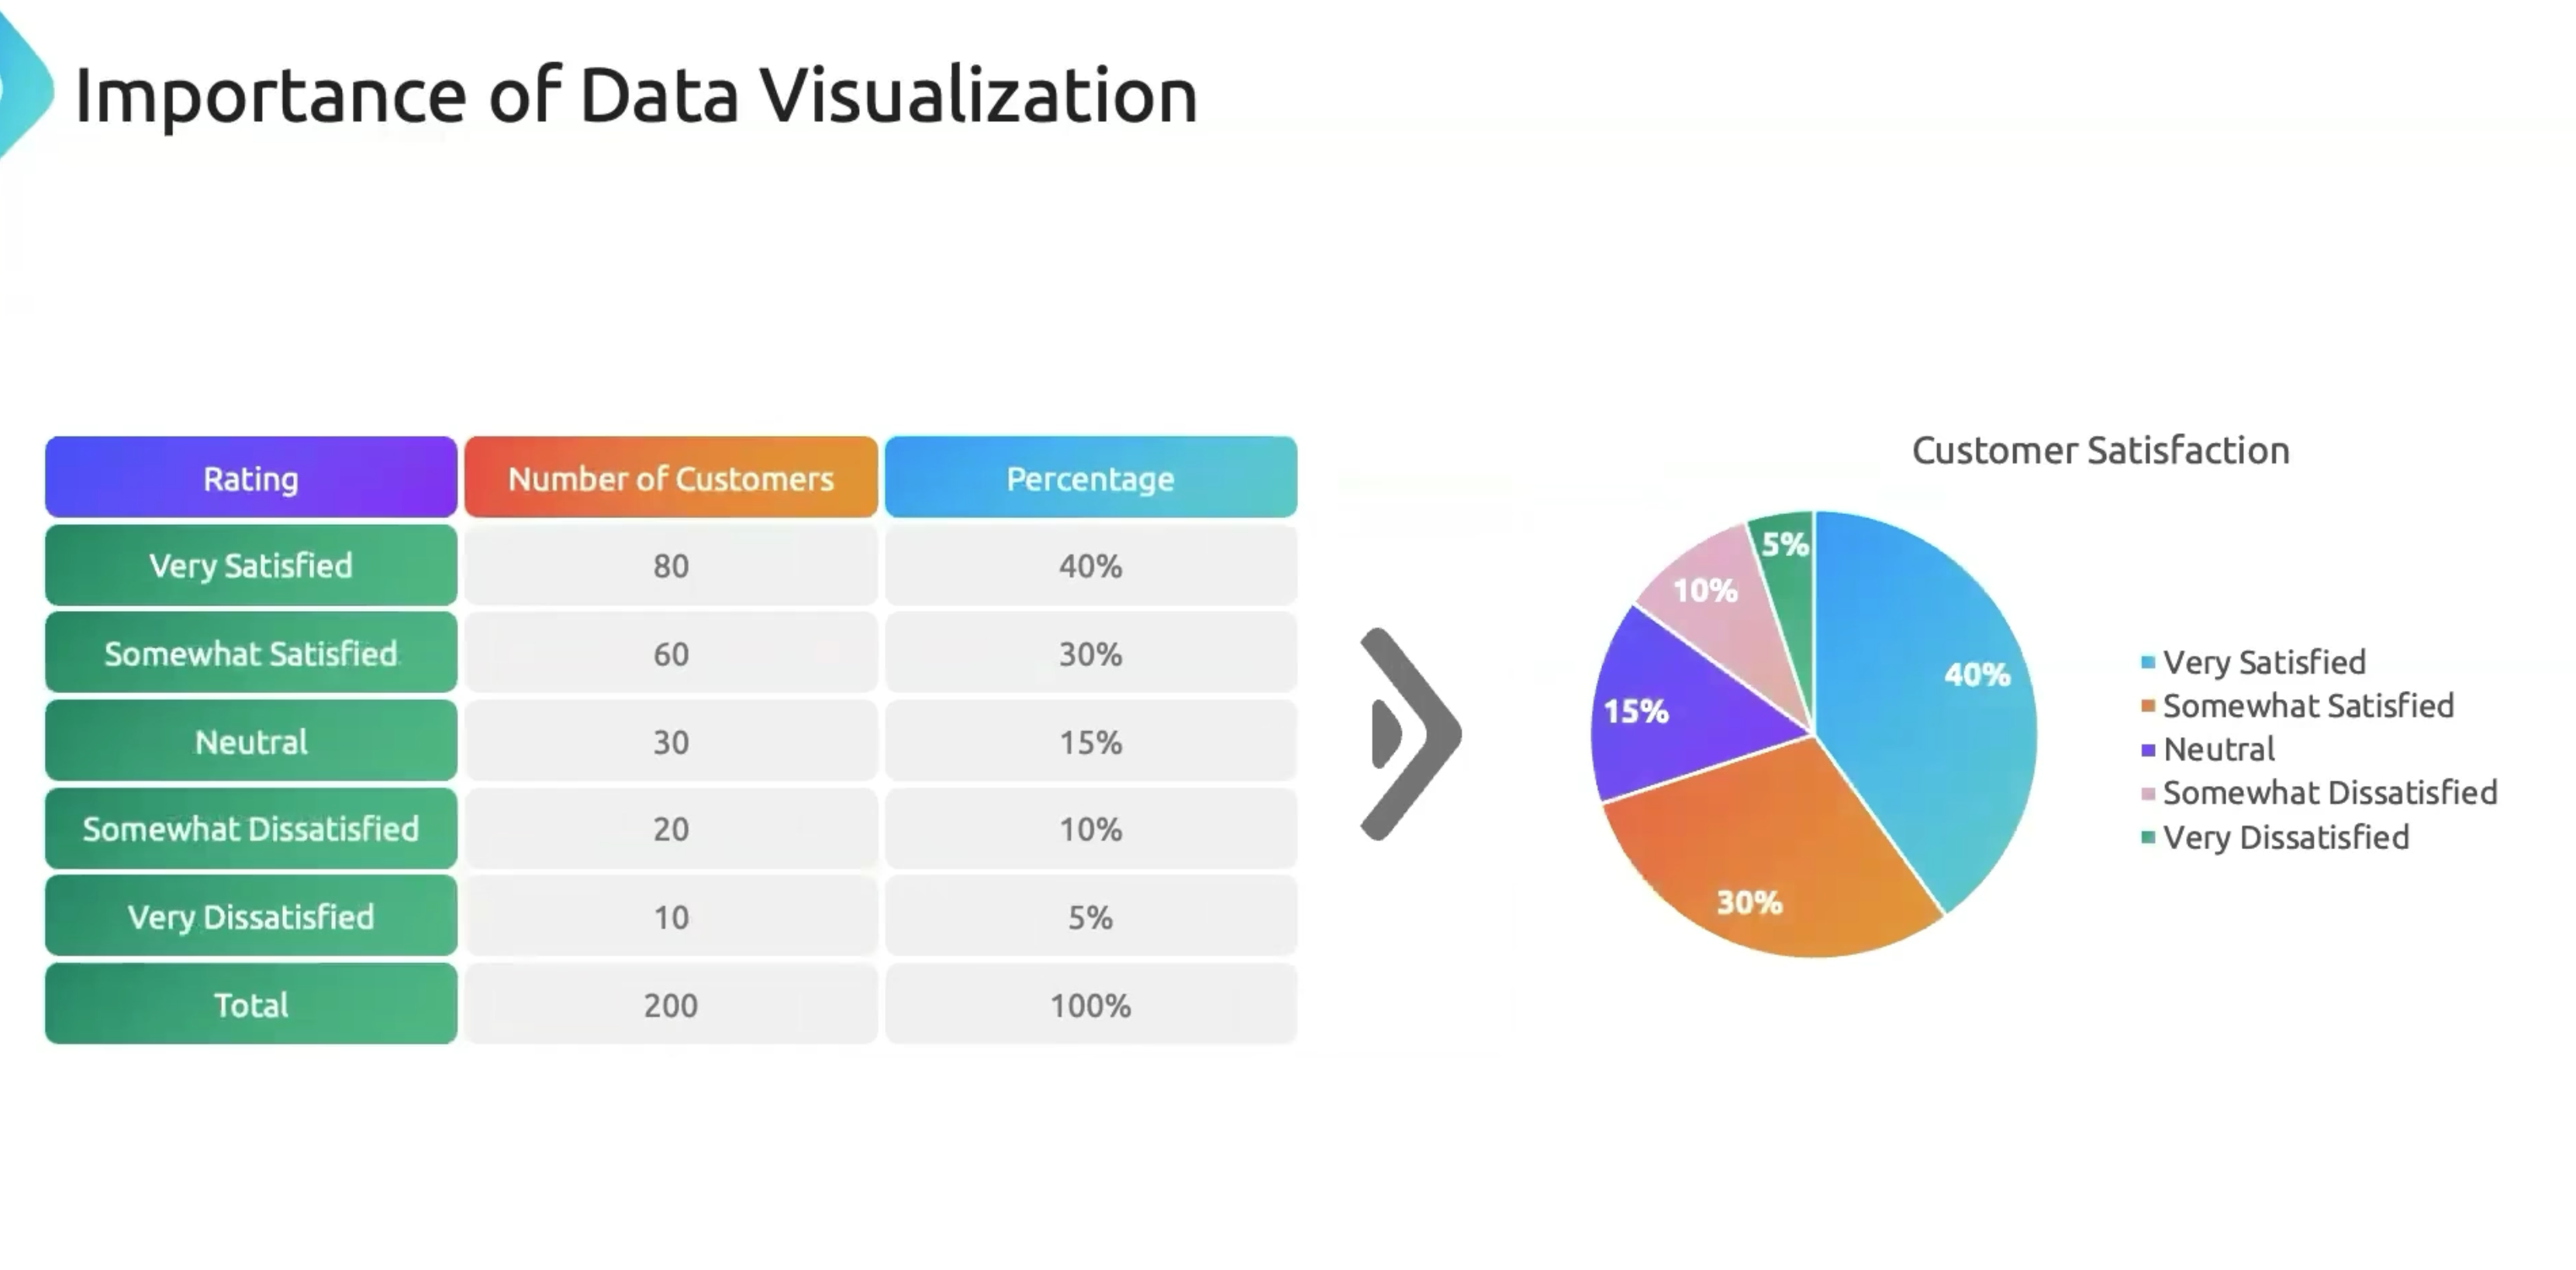 Importance of Data Visualization
Rating Number of Customers Percentage
Very Satisfied 80 40%
Somewhat Satisfied 60 30%
Neutral 30 15%
Somewhat Dissatisfied 20 10%
Very Dissatisfied 10 5%
Total 200 100%
Customer Satisfaction
5%
10%
40%
15%
30%
Very Satisfied
Somewhat Satisfied
Neutral
Somewhat Dissatisfied
Very Dissatisfied